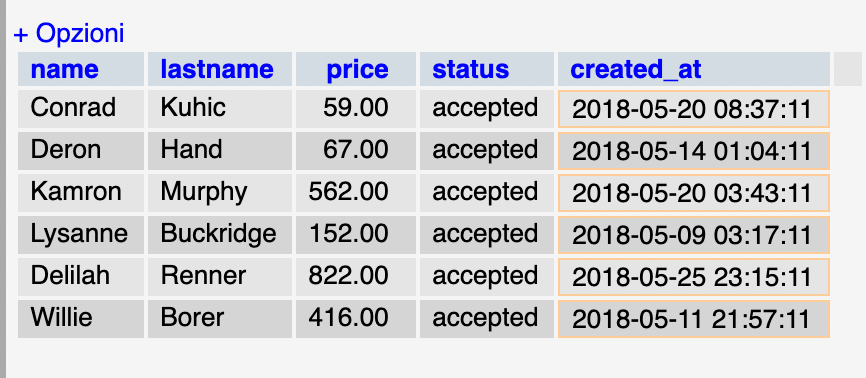 + Opzioni
name lastname price status created_at
Conrad Kuhic 59.00 accepted 2018-05-20 08:37:11
Deron Hand 67.00 accepted 2018-05-14 01:04:11
Kamron Murphy 562.00 accepted 2018-05-20 03:43:11
Lysanne Buckridge 152.00 accepted 2018-05-09 03:17:11
Delilah Renner 822.00 accepted 2018-05-25 23:15:11
Willie Borer 416.00 accepted 2018-05-11 21:57:11